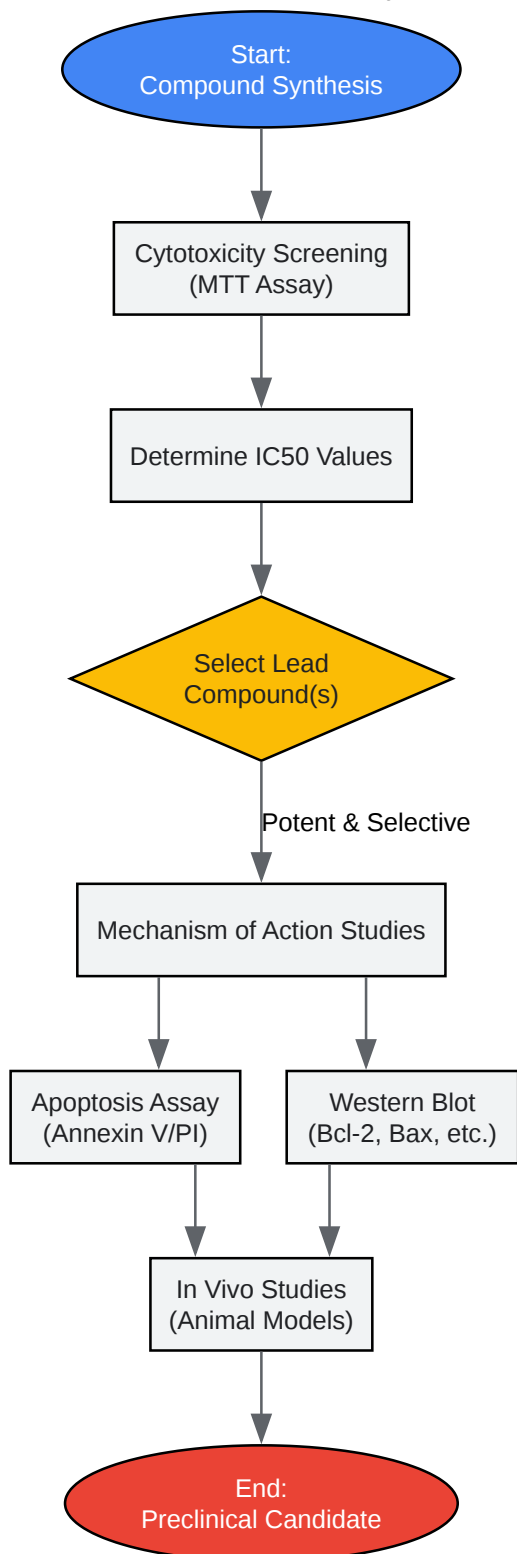 Start:
Compound Synthesis
Cytotoxicity Screening
(MTT Assay)
Determine IC50 Values
Select Lead
Compound(s)
Potent & Selective
Mechanism of Action Studies
Apoptosis Assay
(Annexin V/PI)
Western Blot
(Bcl-2, Bax, etc.)
In Vivo Studies
(Animal Models)
End:
Preclinical Candidate